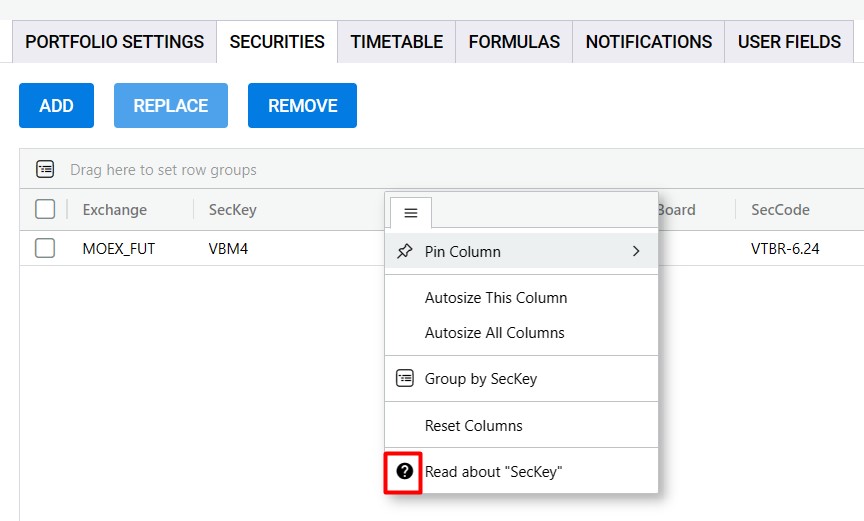 PORTFOLIO SETTINGS SECURITIES TIMETABLE FORMULAS NOTIFICATIONS USER FIELDS
ADD REPLACE REMOVE
Drag here to set row groups
Exchange SecKey Board SecCode
MOEX_FUT VBM4 VTBR-6.24
Pin Column
Autosize This Column
Autosize All Columns
Group by SecKey
Reset Columns
? Read about "SecKey"